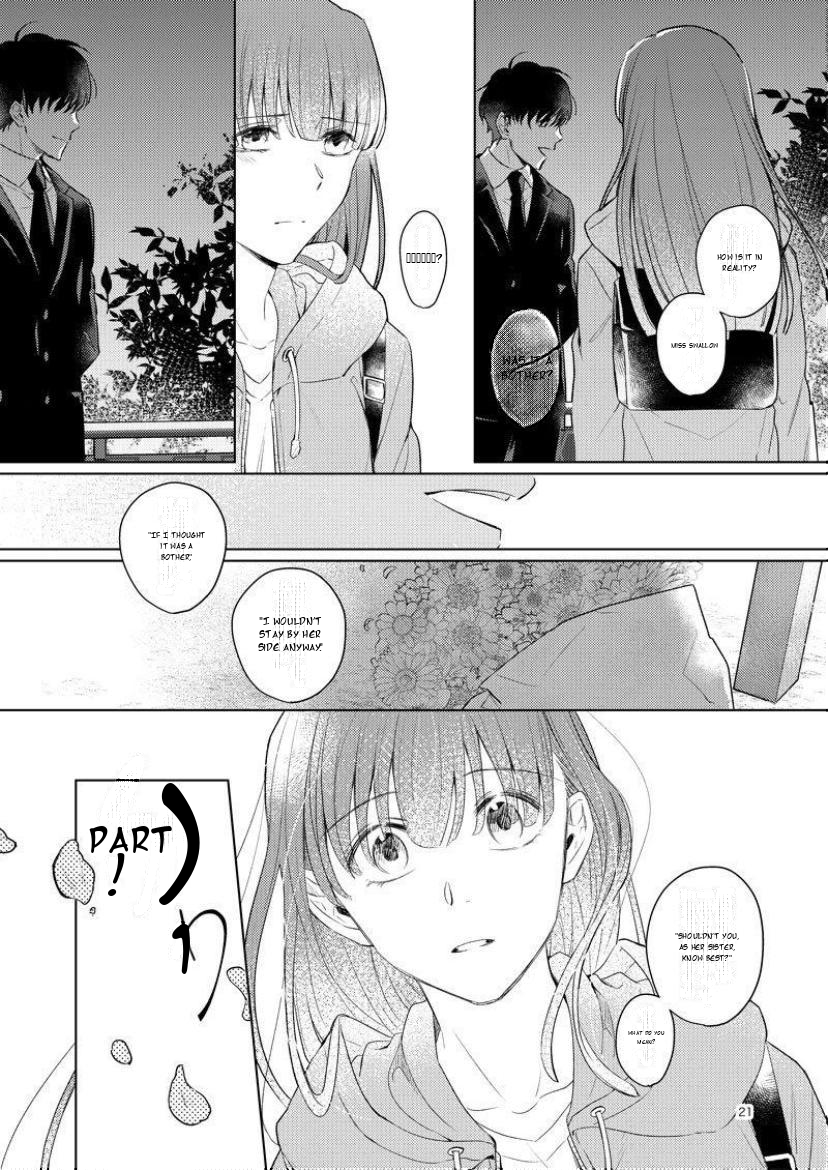 HOW IS IT IN
REALITY?
MISS SWALLOW
WAS IT A
BOTHER?
"IF I THOUGHT
IT WAS A
BOTHER,"
"I WOULDN'T
STAY BY HER
SIDE ANYWAY."
"SHOULDN'T YOU,
AS HER SISTER,
KNOW BEST?"
WHAT DO YOU
MEAN?
PART
!
21